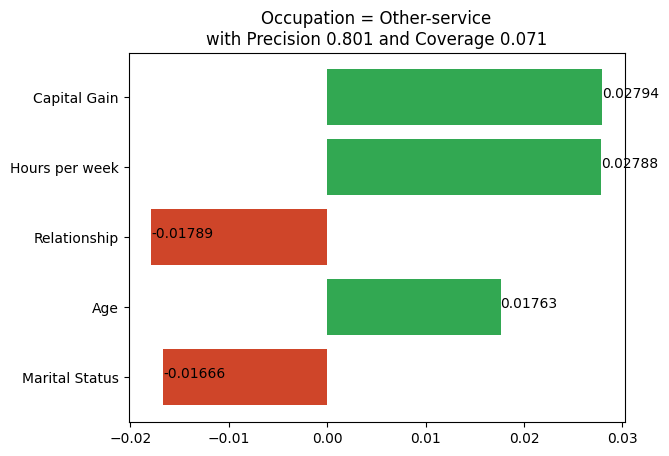 Occupation = Other-service
with Precision 0.801 and Coverage 0.071
Capital Gain
0.02794
Hours per week
0.02788
Relationship
-0.01789
Age
0.01763
Marital Status
-0.01666
−0.02
−0.01
0.00
0.01
0.02
0.03